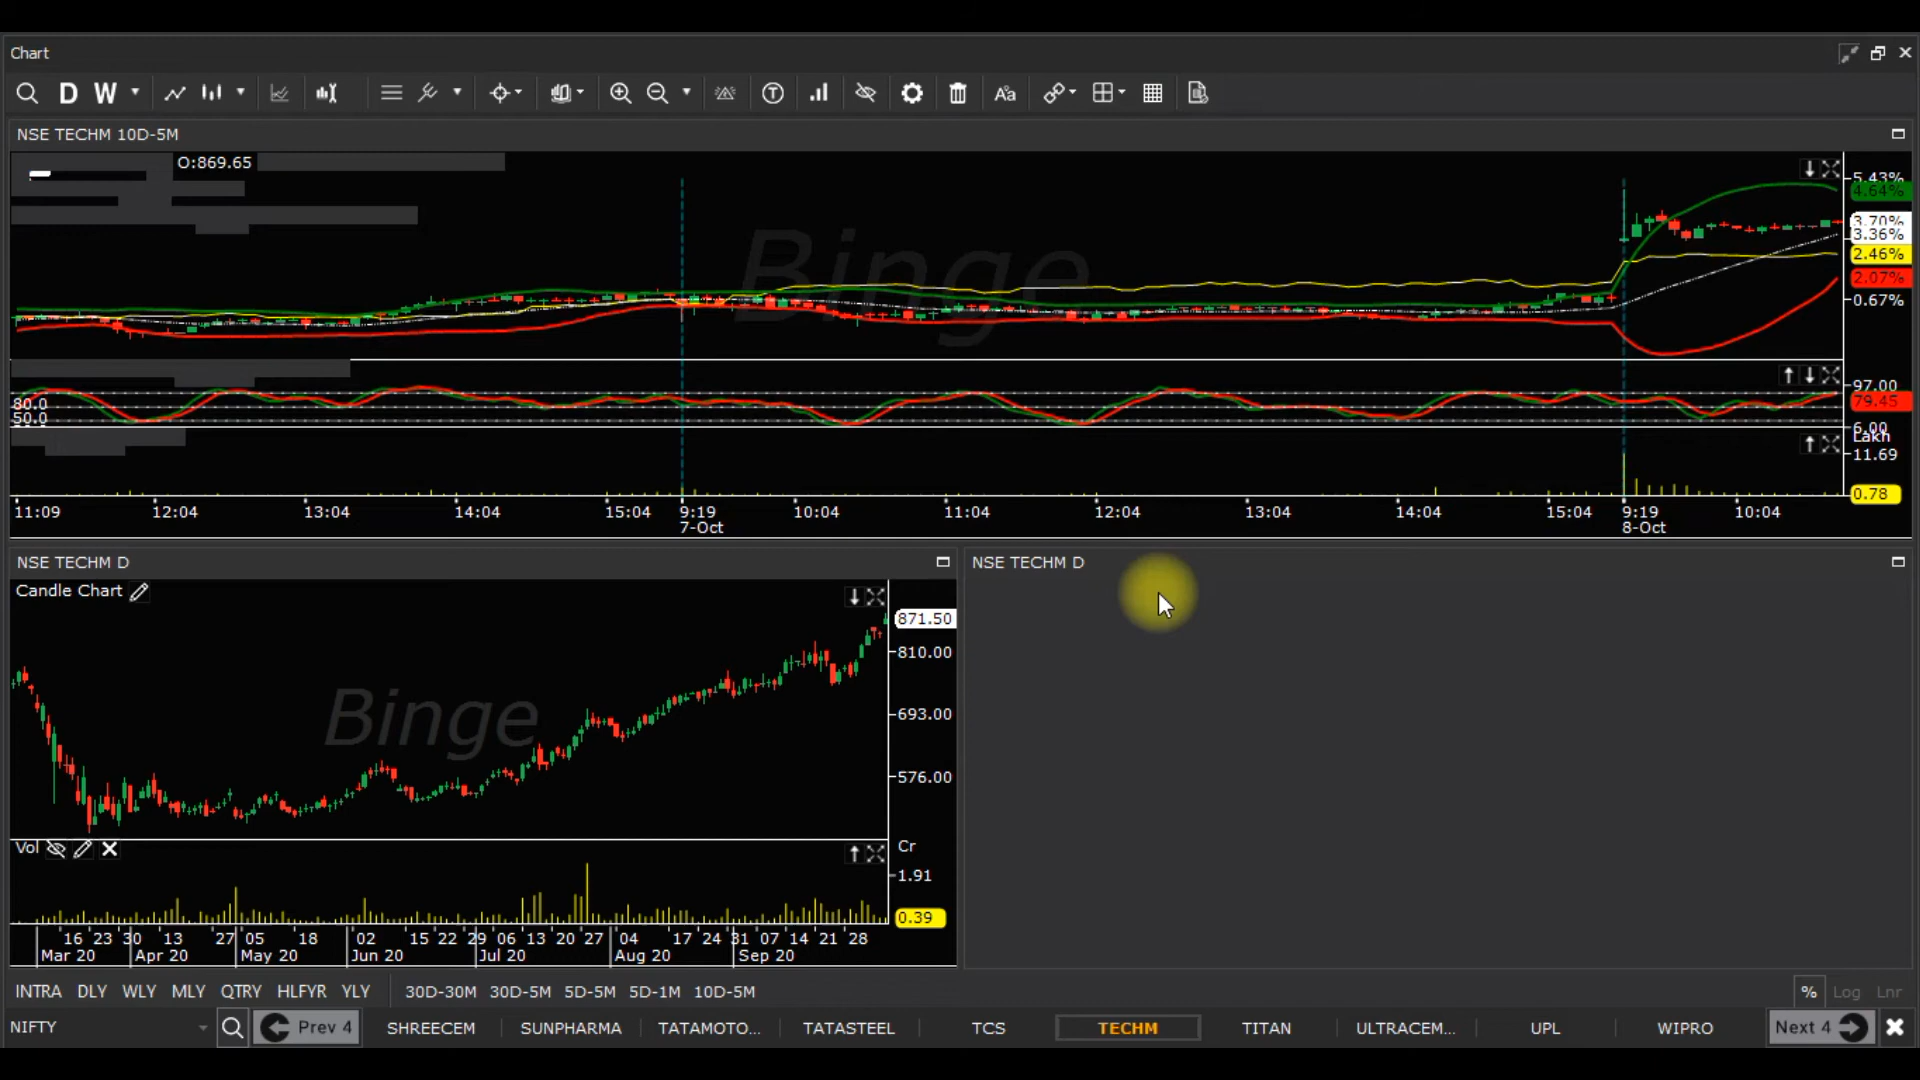 Chart
D W
NSE TECHM 10D-5M
O:869.65
Binge
5.43%
4.64%
3.70%
3.36%
2.46%
2.07%
0.67%
80.0
50.0
97.00
79.45
6.00
Lakh
11.69
0.78
11:09 12:04 13:04 14:04 15:04 9:19 10:04 11:04 12:04 13:04 14:04 15:04 9:19 10:04
7-Oct 8-Oct
NSE TECHM D
Candle Chart
Binge
871.50
810.00
693.00
576.00
Vol
Cr
1.91
0.39
16 23 30 13 27 05 18 02 15 22 29 06 13 20 27 04 17 24 31 07 14 21 28
Mar 20 Apr 20 May 20 Jun 20 Jul 20 Aug 20 Sep 20
NSE TECHM D
INTRA DLY WLY MLY QTRY HLFYR YLY 30D-30M 30D-5M 5D-5M 5D-1M 10D-5M % Log Lnr
NIFTY Prev 4 SHREECEM SUNPHARMA TATAMOTO... TATASTEEL TCS TECHM TITAN ULTRACEM... UPL WIPRO Next 4